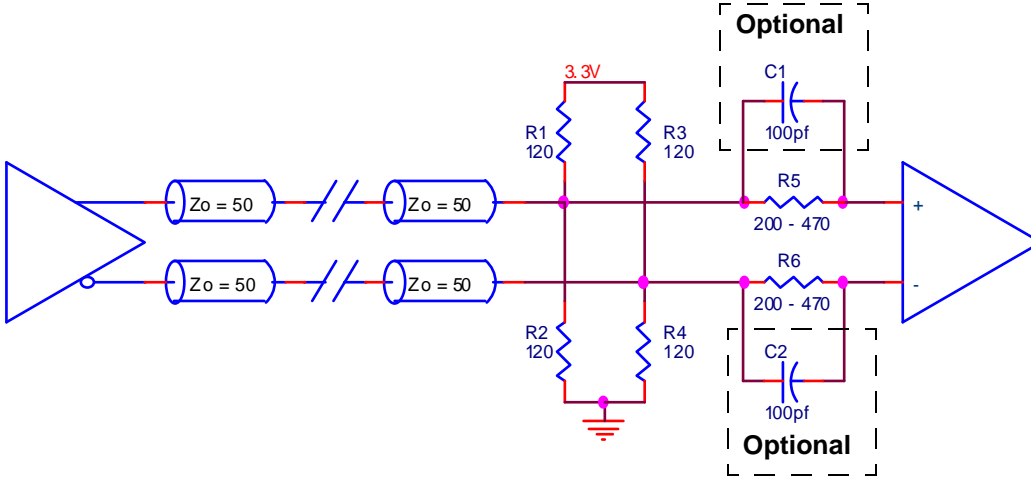 Optional
C1
100pf
3.3V
R1
120
R3
120
R5
200 - 470
Zo = 50
Zo = 50
+
Zo = 50
Zo = 50
R6
200 - 470
-
R2
120
R4
120
C2
100pf
Optional